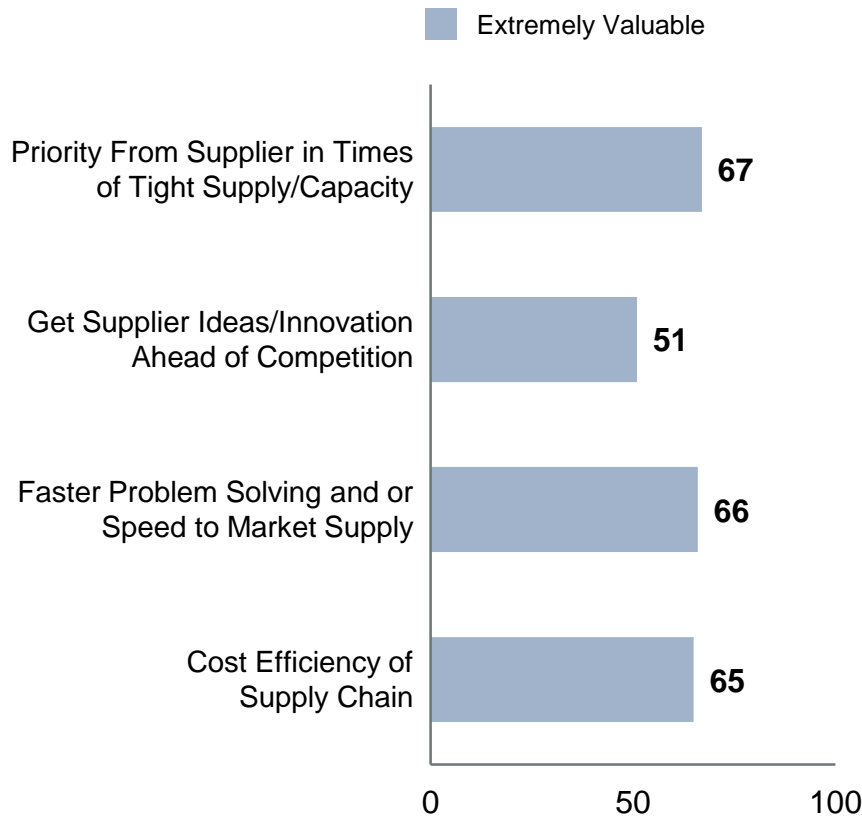 Extremely Valuable
Priority From Supplier in Times
of Tight Supply/Capacity
67
Get Supplier Ideas/Innovation
Ahead of Competition
51
Faster Problem Solving and or
Speed to Market Supply
66
Cost Efficiency of
Supply Chain
65
0 50 100